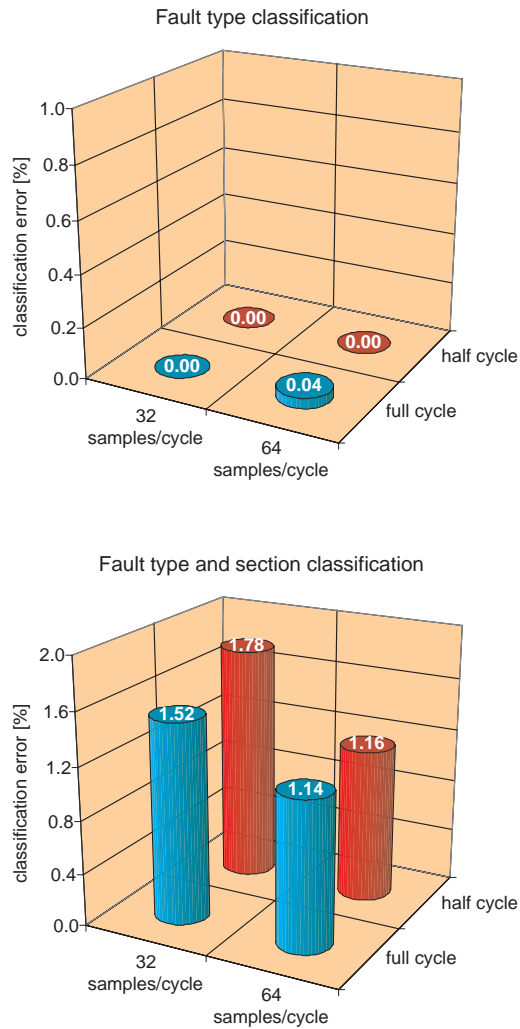 Fault type classification
classification error [%]
1.0
0.8
0.6
0.4
0.2
0.0
0.00
0.00
0.00
0.04
half cycle
full cycle
32
samples/cycle
64
samples/cycle
Fault type and section classification
classification error [%]
2.0
1.6
1.2
0.8
0.4
0.0
1.78
1.52
1.16
1.14
half cycle
full cycle
32
samples/cycle
64
samples/cycle